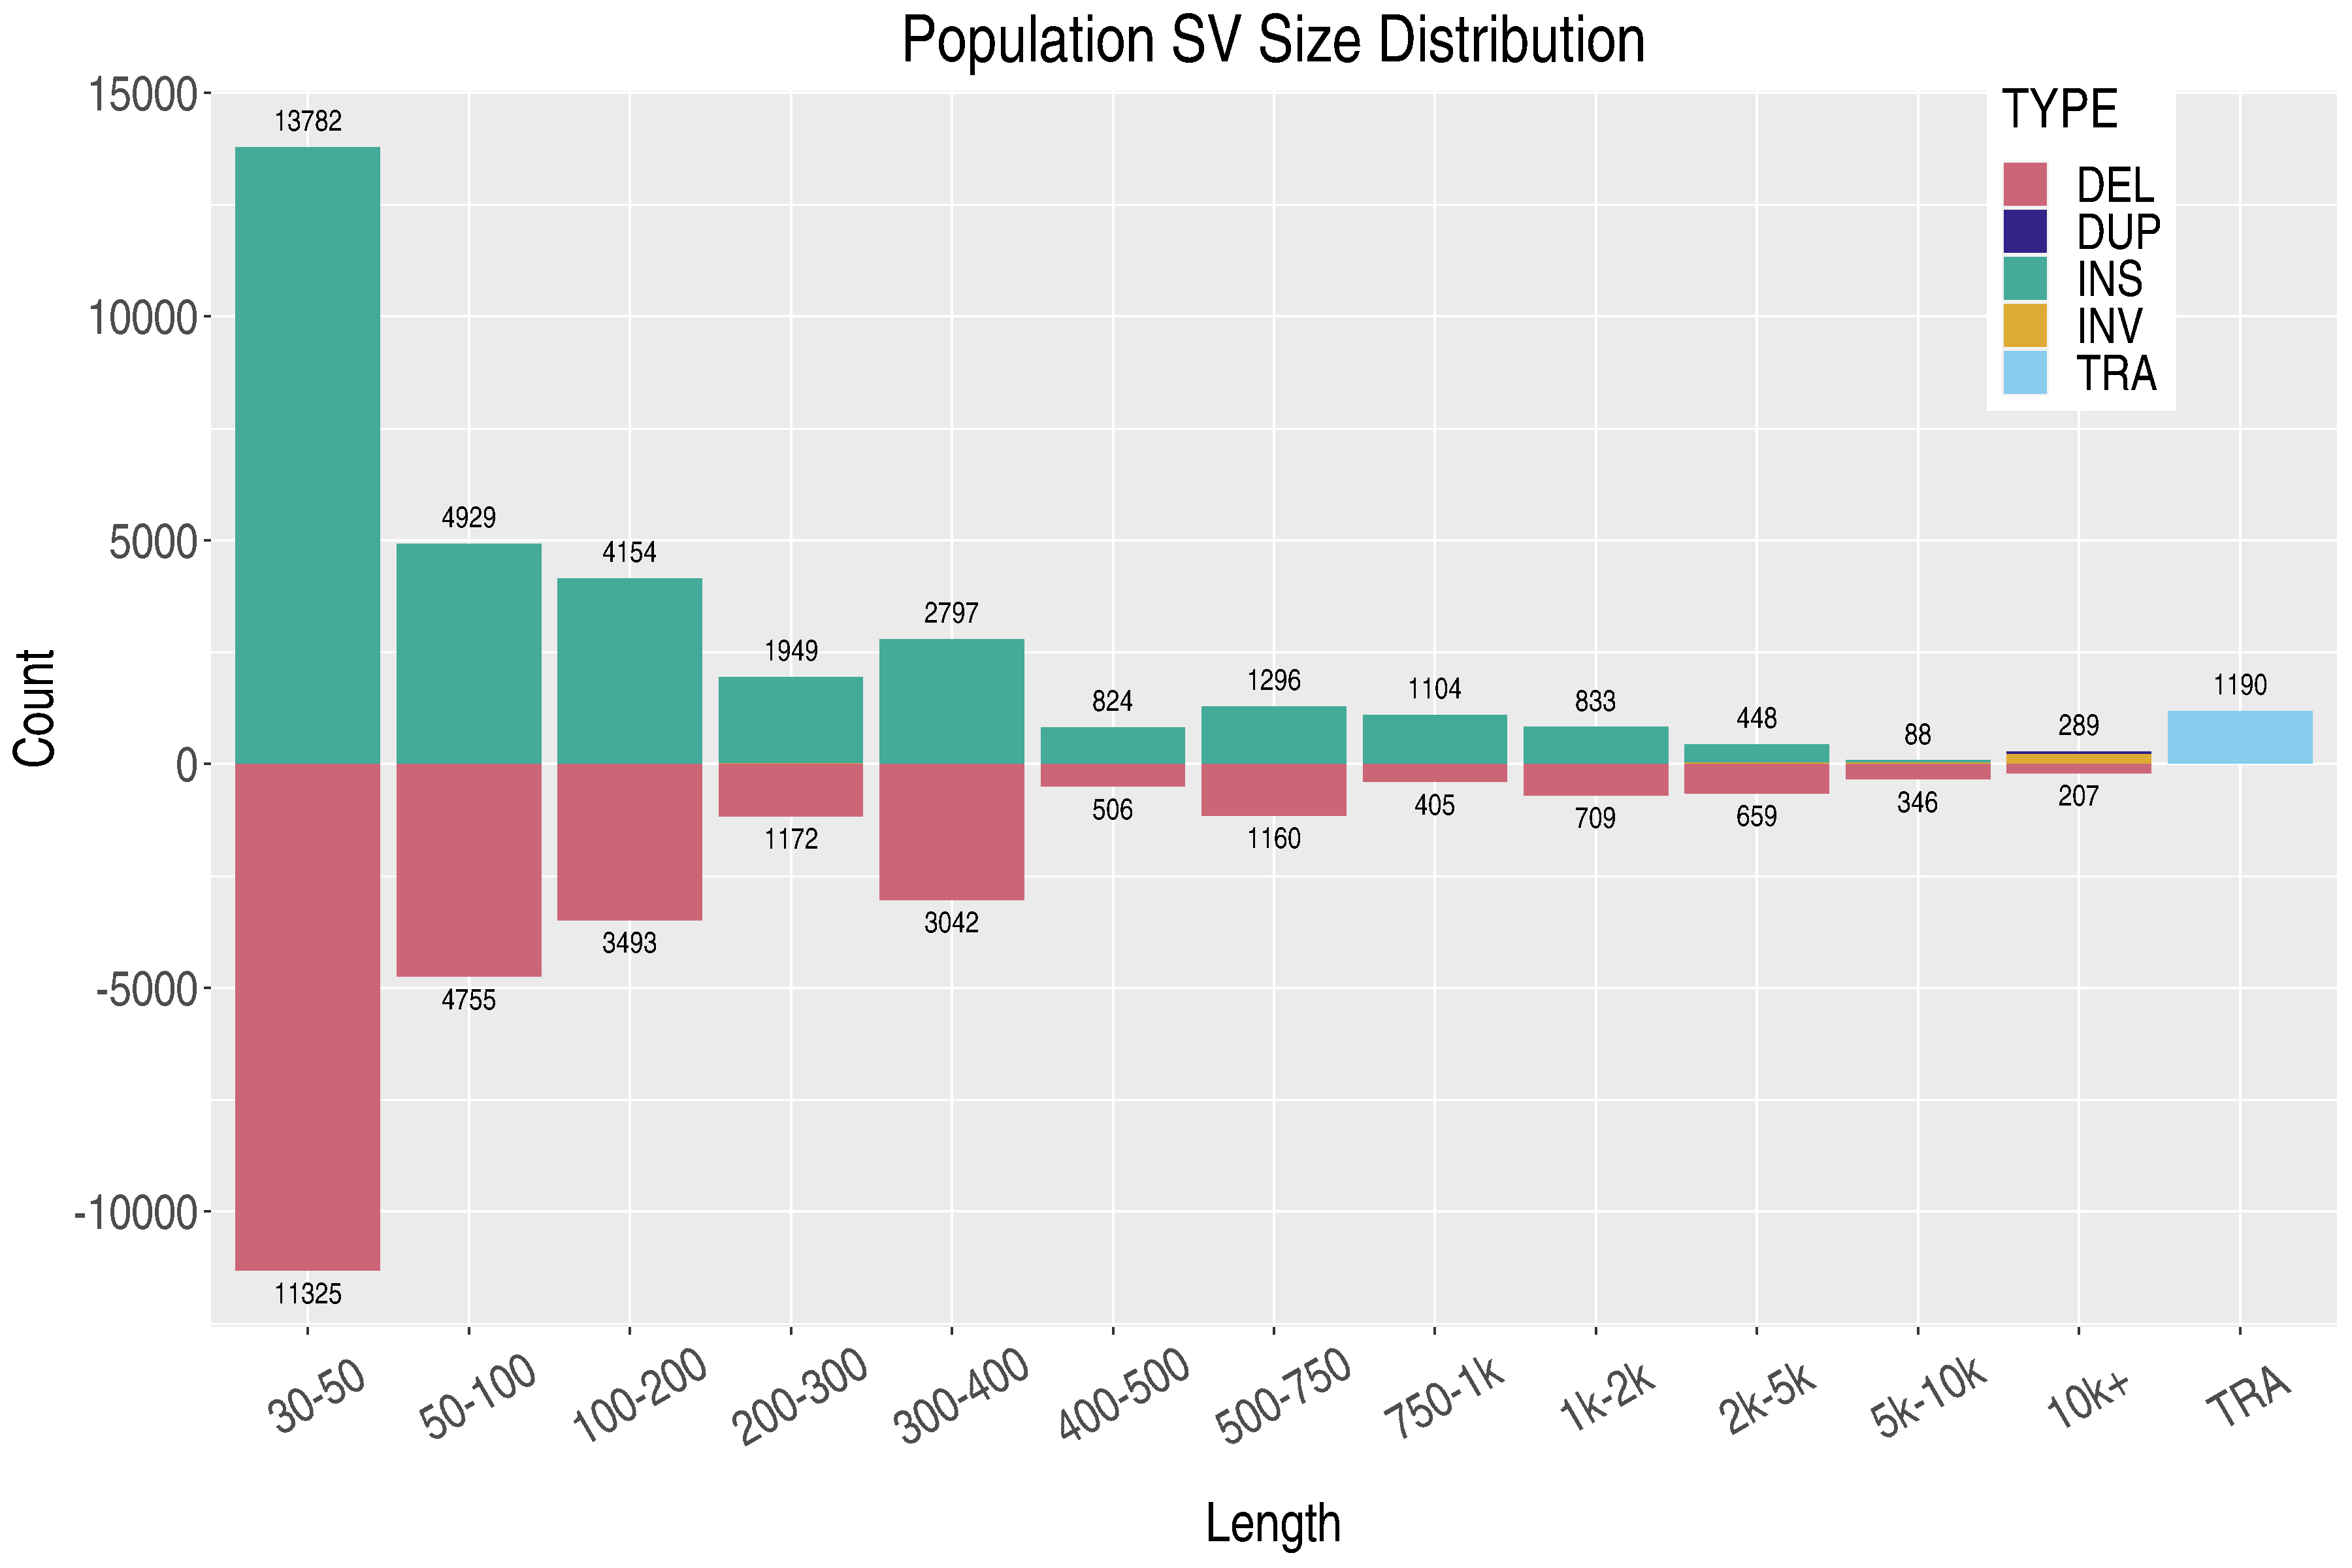 Population SV Size Distribution
TYPE
DEL
DUP
INS
INV
TRA
Count
15000
10000
5000
0
-5000
-10000
13782
4929
4154
1949
2797
824
1296
1104
833
448
88
289
1190
11325
4755
3493
1172
3042
506
1160
405
709
659
346
207
30-50
50-100
100-200
200-300
300-400
400-500
500-750
750-1k
1k-2k
2k-5k
5k-10k
10k+
TRA
Length